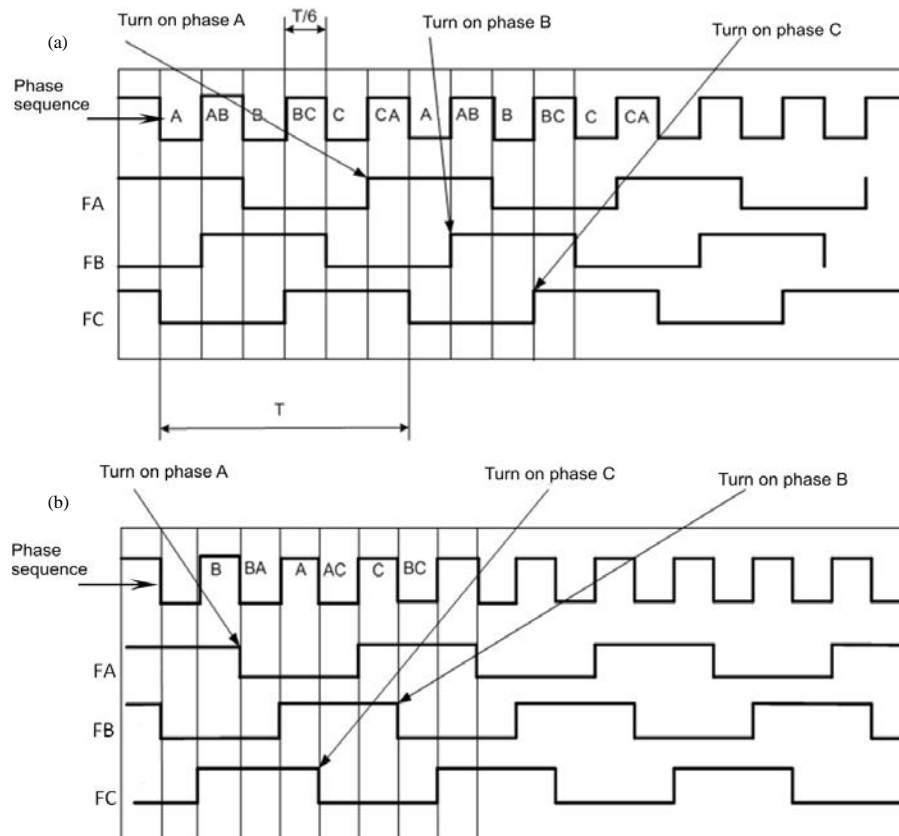 (a)
Turn on phase A
T/6
Turn on phase B
Turn on phase C
Phase
sequence
A AB B BC C CA A AB B BC C CA
FA
FB
FC
T
(b)
Turn on phase A
Turn on phase C
Turn on phase B
Phase
sequence
B BA A AC C BC
FA
FB
FC